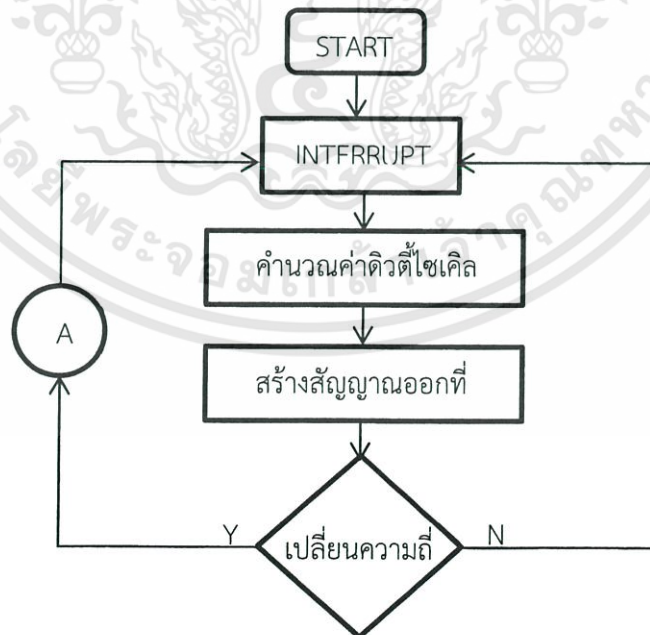 START
INTERRUPT
คำนวณค่าดิวตี้ไซเคิล
A
สร้างสัญญาณออกที่
Y
เปลี่ยนความถี่
N